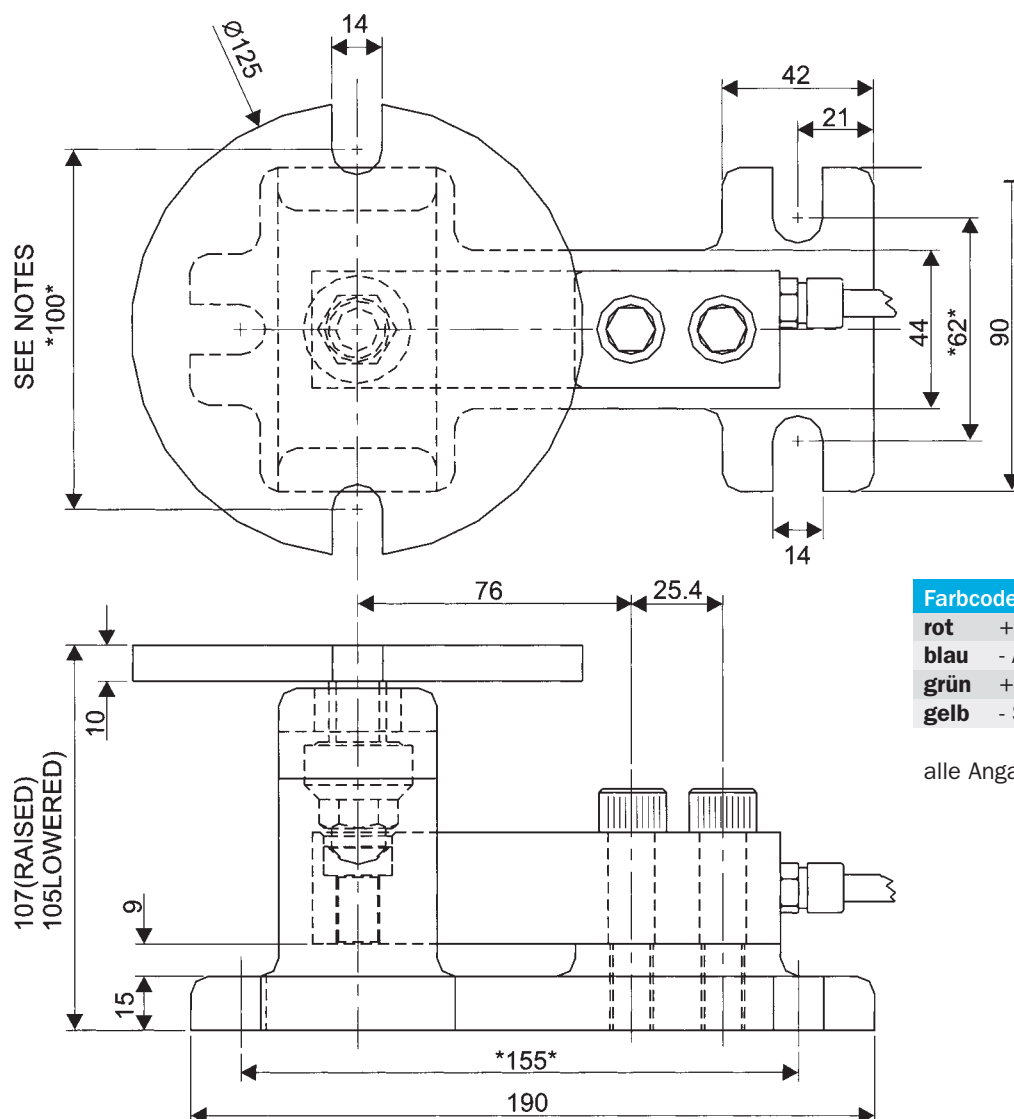 14
Ø125
42
21
SEE NOTES
*100*
44
*62*
90
14
76
25.4
Farbcode
rot +
blau -
grün +
gelb -
alle
10
107(RAISED)
105LOWERED)
9
15
*155*
190